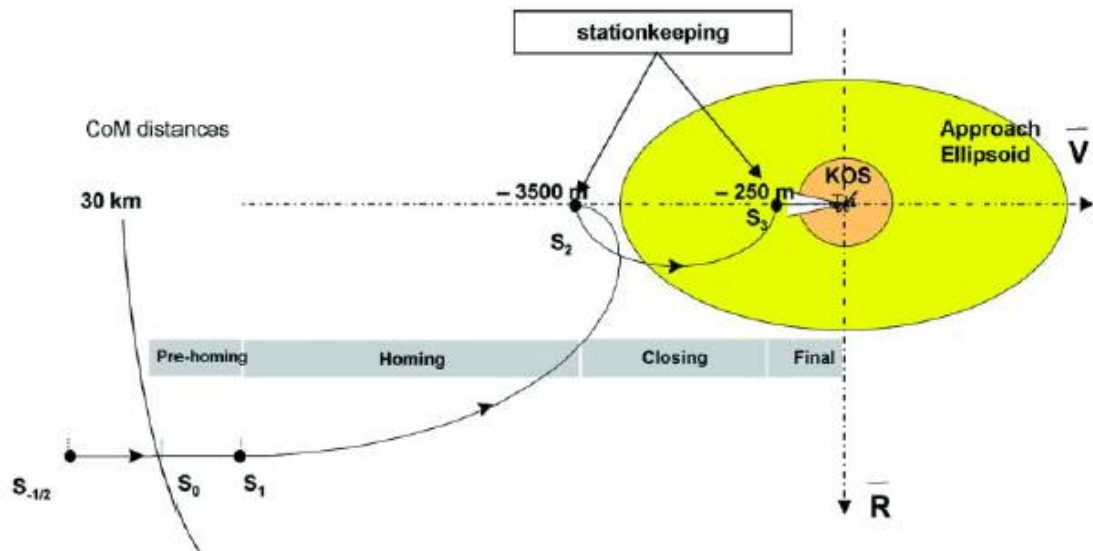 stationkeeping
CoM distances
Approach
Ellipsoid
V
KOS
30 km
– 3500 m
– 250 m
S2
S3
Pre-homing
Homing
Closing
Final
S-1/2
S0
S1
R